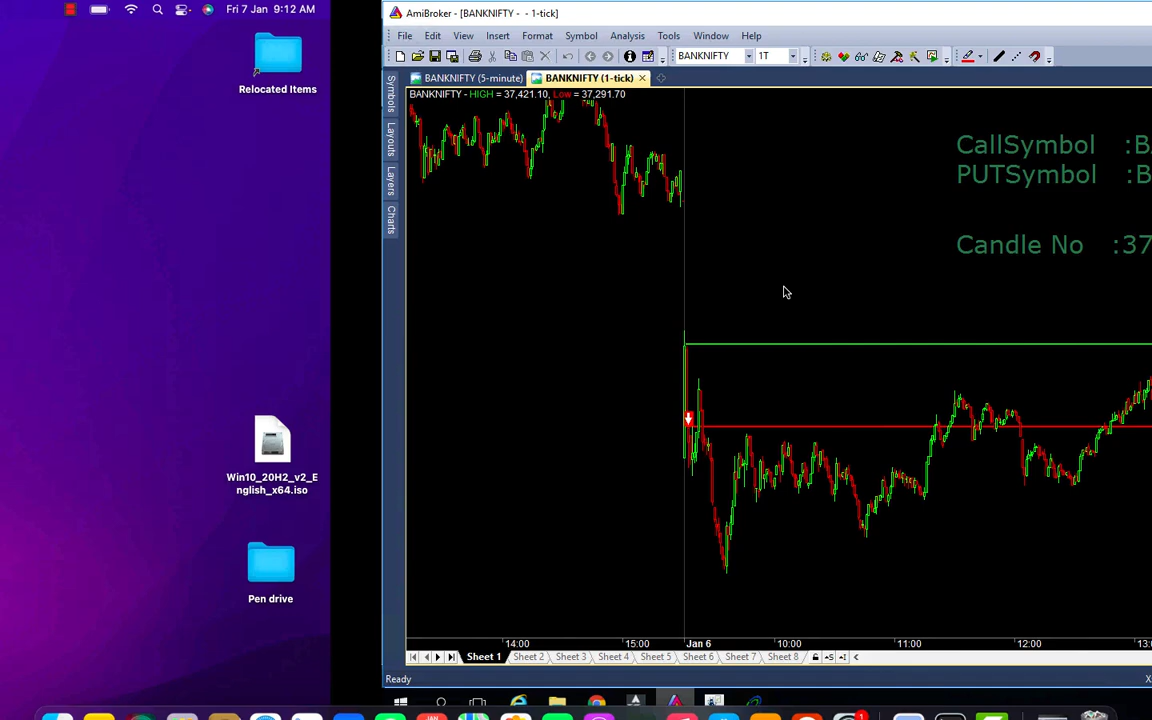 Fri 7 Jan 9:12 AM
Relocated Items
Win10_20H2_v2_E
nglish_x64.iso
Pen drive
AmiBroker - [BANKNIFTY - - 1-tick]
File Edit View Insert Format Symbol Analysis Tools Window Help
BANKNIFTY 1T
BANKNIFTY (5-minute) BANKNIFTY (1-tick)
BANKNIFTY - HIGH = 37,421.10, Low = 37,291.70
Symbols
Layouts
Layers
Charts
CallSymbol :B
PUTSymbol :B
Candle No :37
14:00 15:00 Jan 6 10:00 11:00 12:00 13:
Sheet 1 Sheet 2 Sheet 3 Sheet 4 Sheet 5 Sheet 6 Sheet 7 Sheet 8
Ready